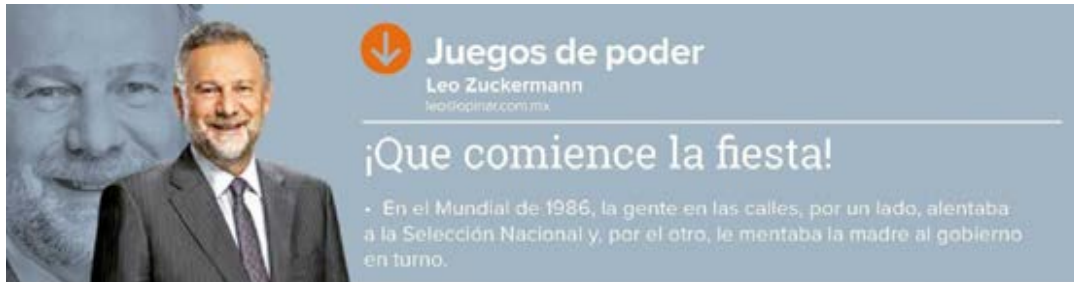 Juegos de poder
Leo Zuckermann
leo@opinar.com.mx
¡Que comience la fiesta!
• En el Mundial de 1986, la gente en las calles, por un lado, alentaba
a la Selección Nacional y, por el otro, le mentaba la madre al gobierno
en turno.